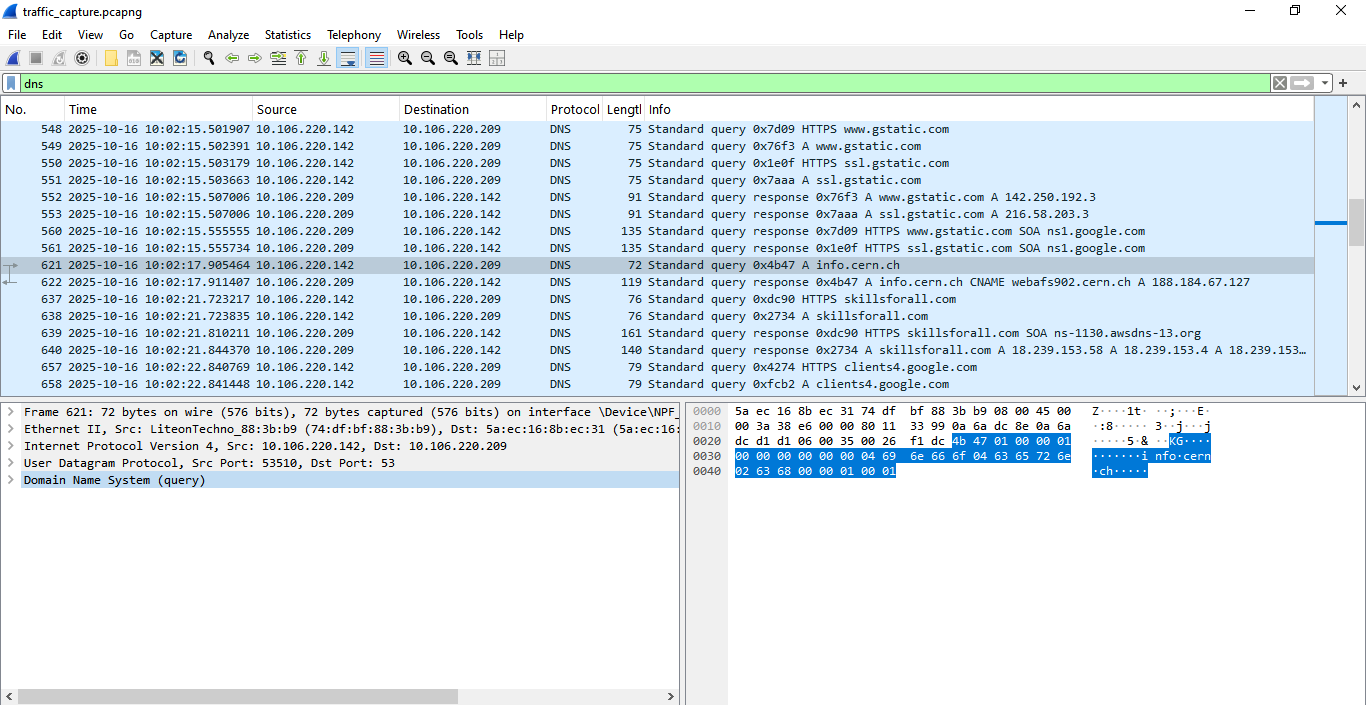 traffic_capture.pcapng
File Edit View Go Capture Analyze Statistics Telephony Wireless Tools Help
dns
No. Time Source Destination Protocol Lengtl Info
548 2025-10-16 10:02:15.501907 10.106.220.142 10.106.220.209 DNS 75 Standard query 0x7d09 HTTPS www.gstatic.com
549 2025-10-16 10:02:15.502391 10.106.220.142 10.106.220.209 DNS 75 Standard query 0x76f3 A www.gstatic.com
550 2025-10-16 10:02:15.503179 10.106.220.142 10.106.220.209 DNS 75 Standard query 0x1e0f HTTPS ssl.gstatic.com
551 2025-10-16 10:02:15.503663 10.106.220.142 10.106.220.209 DNS 75 Standard query 0x7aaa A ssl.gstatic.com
552 2025-10-16 10:02:15.507006 10.106.220.209 10.106.220.142 DNS 91 Standard query response 0x76f3 A www.gstatic.com A 142.250.192.3
553 2025-10-16 10:02:15.507006 10.106.220.209 10.106.220.142 DNS 91 Standard query response 0x7aaa A ssl.gstatic.com A 216.58.203.3
560 2025-10-16 10:02:15.555555 10.106.220.209 10.106.220.142 DNS 135 Standard query response 0x7d09 HTTPS www.gstatic.com SOA ns1.google.com
561 2025-10-16 10:02:15.555734 10.106.220.209 10.106.220.142 DNS 135 Standard query response 0x1e0f HTTPS ssl.gstatic.com SOA ns1.google.com
621 2025-10-16 10:02:17.905464 10.106.220.142 10.106.220.209 DNS 72 Standard query 0x4b47 A info.cern.ch
622 2025-10-16 10:02:17.911407 10.106.220.209 10.106.220.142 DNS 119 Standard query response 0x4b47 A info.cern.ch CNAME webafs902.cern.ch A 188.184.67.127
637 2025-10-16 10:02:21.723217 10.106.220.142 10.106.220.209 DNS 76 Standard query 0xdc90 HTTPS skillsforall.com
638 2025-10-16 10:02:21.723835 10.106.220.142 10.106.220.209 DNS 76 Standard query 0x2734 A skillsforall.com
639 2025-10-16 10:02:21.810211 10.106.220.209 10.106.220.142 DNS 161 Standard query response 0xdc90 HTTPS skillsforall.com SOA ns-1130.awsdns-13.org
640 2025-10-16 10:02:21.844370 10.106.220.209 10.106.220.142 DNS 140 Standard query response 0x2734 A skillsforall.com A 18.239.153.58 A 18.239.153.4 A 18.239.153…
657 2025-10-16 10:02:22.840769 10.106.220.142 10.106.220.209 DNS 79 Standard query 0x4274 HTTPS clients4.google.com
658 2025-10-16 10:02:22.841448 10.106.220.142 10.106.220.209 DNS 79 Standard query 0xfcb2 A clients4.google.com
Frame 621: 72 bytes on wire (576 bits), 72 bytes captured (576 bits) on interface \Device\NPF_
Ethernet II, Src: LiteonTechno_88:3b:b9 (74:df:bf:88:3b:b9), Dst: 5a:ec:16:8b:ec:31 (5a:ec:16:
Internet Protocol Version 4, Src: 10.106.220.142, Dst: 10.106.220.209
User Datagram Protocol, Src Port: 53510, Dst Port: 53
Domain Name System (query)
0000 5a ec 16 8b ec 31 74 df bf 88 3b b9 08 00 45 00 Z····1t· ··;···E·
0010 00 3a 38 e6 00 00 80 11 33 99 0a 6a dc 8e 0a 6a ·:8····· 3··j···j
0020 dc d1 d1 06 00 35 00 26 f1 dc 4b 47 01 00 00 01 ·····5·& ··KG····
0030 00 00 00 00 00 00 04 69 6e 66 6f 04 63 65 72 6e ·······i nfo·cern
0040 02 63 68 00 00 01 00 01 ·ch·····